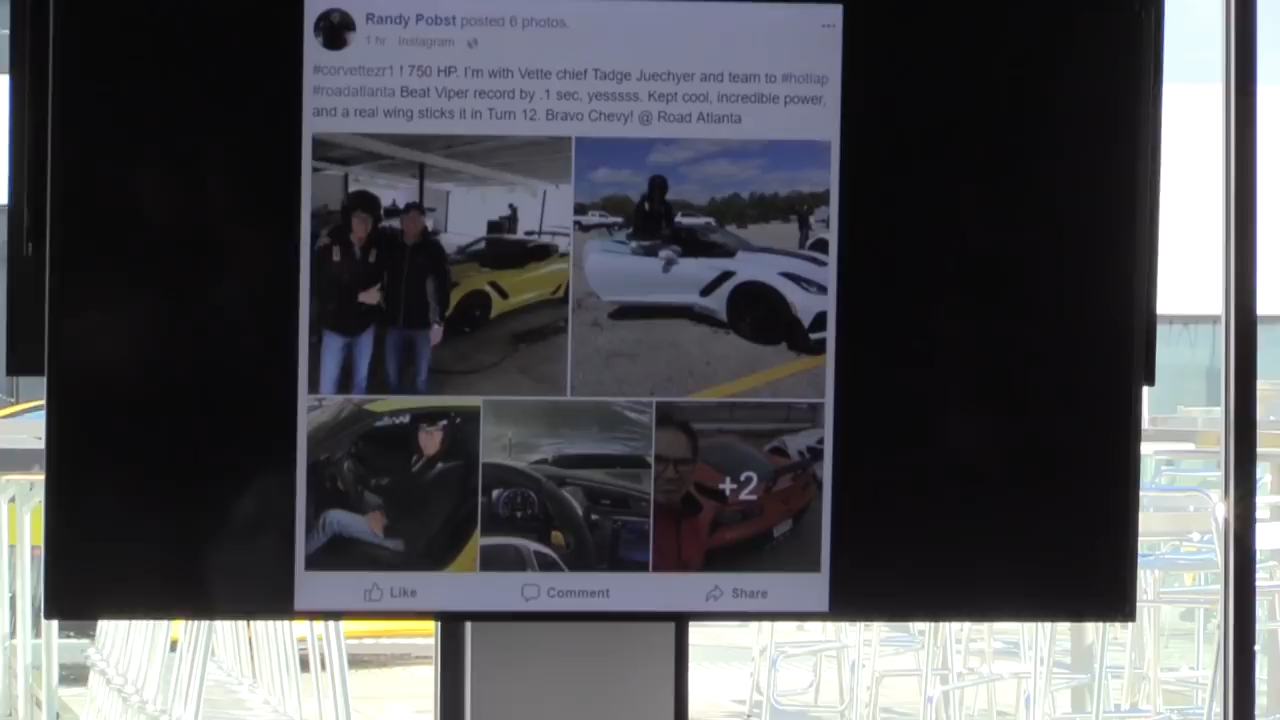 Randy Pobst posted 6 photos.
1 hr Instagram
#corvettezr1 ! 750 HP. I'm with Vette chief Tadge Juechyer and team to #hotlap
#roadatlanta Beat Viper record by .1 sec, yesssss. Kept cool, incredible power,
and a real wing sticks it in Turn 12. Bravo Chevy! @ Road Atlanta
+2
Like Comment Share